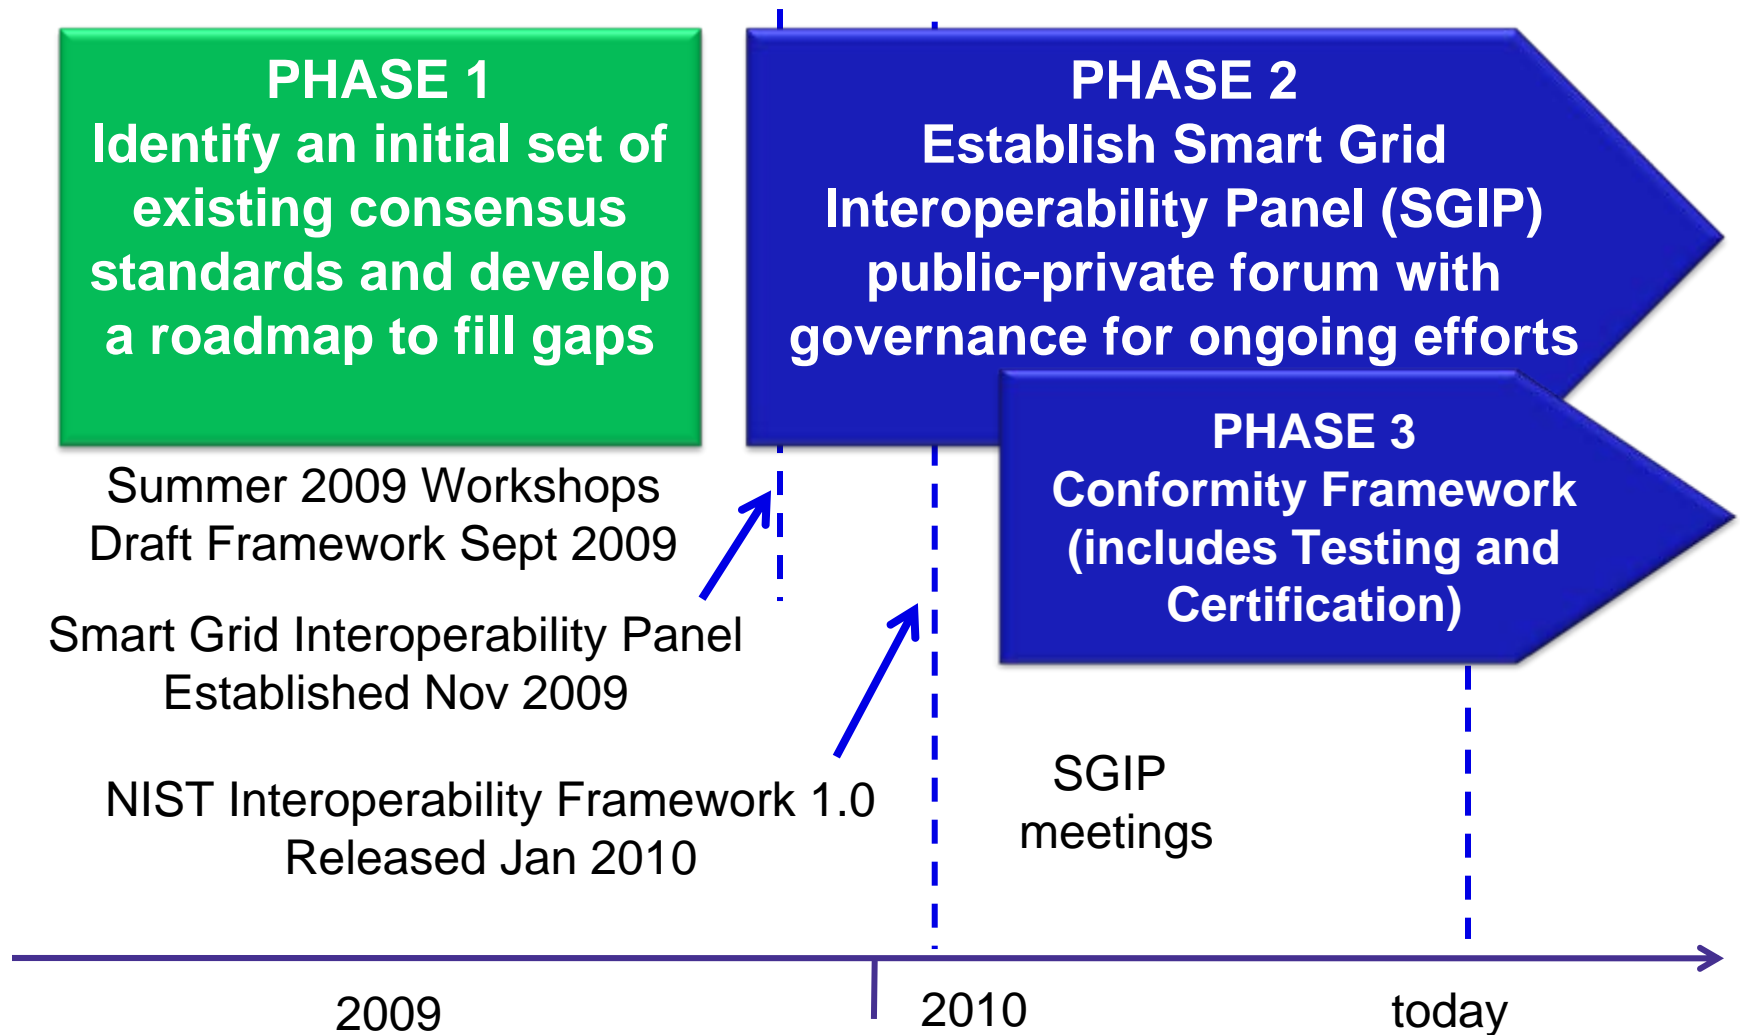 PHASE 1
Identify an initial set of
existing consensus
standards and develop
a roadmap to fill gaps
PHASE 2
Establish Smart Grid
Interoperability Panel (SGIP)
public-private forum with
governance for ongoing efforts
PHASE 3
Conformity Framework
(includes Testing and
Certification)
Summer 2009 Workshops
Draft Framework Sept 2009
Smart Grid Interoperability Panel
Established Nov 2009
NIST Interoperability Framework 1.0
Released Jan 2010
SGIP
meetings
2009
2010
today